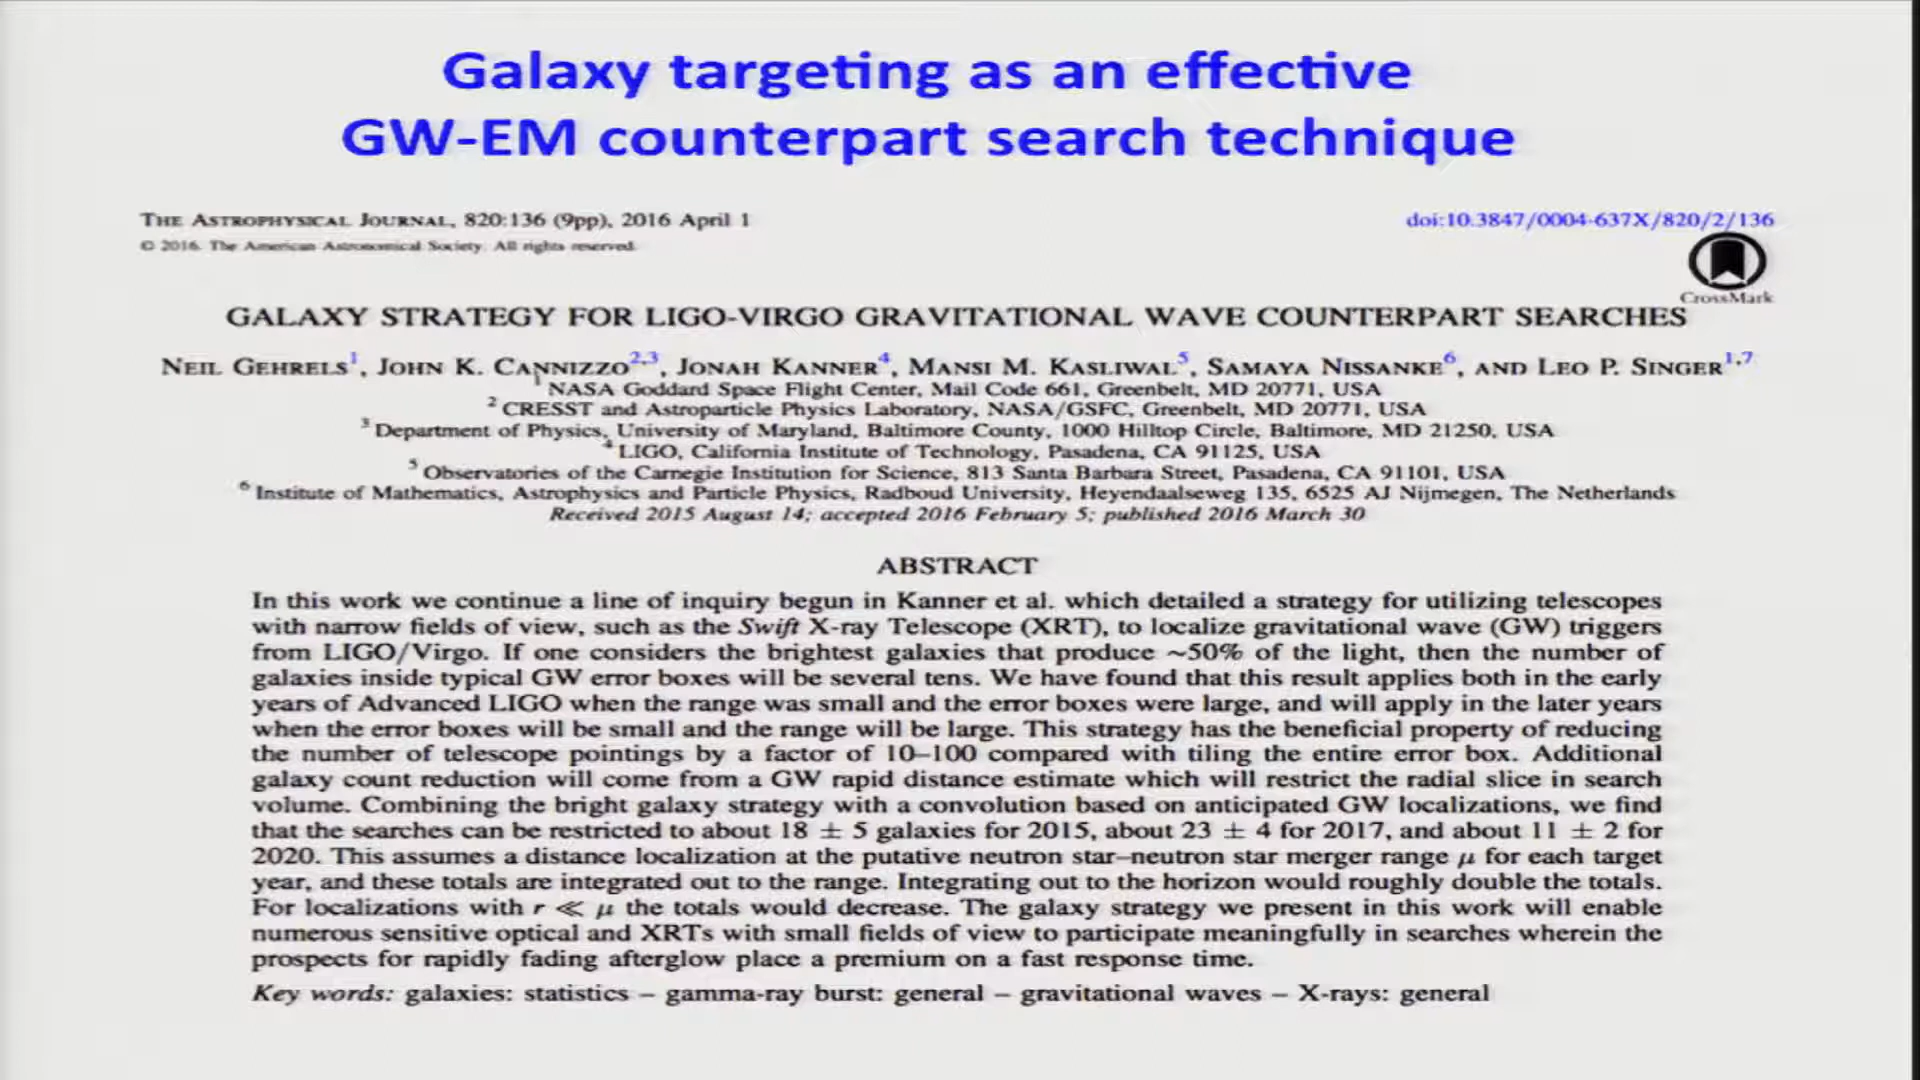 Galaxy targeting as an effective
GW-EM counterpart search technique
THE ASTROPHYSICAL JOURNAL, 820:136 (9pp), 2016 April 1
doi:10.3847/0004-637X/820/2/136
© 2016. The American Astronomical Society. All rights reserved.
CrossMark
GALAXY STRATEGY FOR LIGO-VIRGO GRAVITATIONAL WAVE COUNTERPART SEARCHES
NEIL GEHRELS1, JOHN K. CANNIZZO2,3, JONAH KANNER4, MANSI M. KASLIWAL5, SAMAYA NISSANKE6, AND LEO P. SINGER1,7
1 NASA Goddard Space Flight Center, Mail Code 661, Greenbelt, MD 20771, USA
2 CRESST and Astroparticle Physics Laboratory, NASA/GSFC, Greenbelt, MD 20771, USA
3 Department of Physics, University of Maryland, Baltimore County, 1000 Hilltop Circle, Baltimore, MD 21250, USA
4 LIGO, California Institute of Technology, Pasadena, CA 91125, USA
5 Observatories of the Carnegie Institution for Science, 813 Santa Barbara Street, Pasadena, CA 91101, USA
6 Institute of Mathematics, Astrophysics and Particle Physics, Radboud University, Heyendaalseweg 135, 6525 AJ Nijmegen, The Netherlands
Received 2015 August 14; accepted 2016 February 5; published 2016 March 30
ABSTRACT
In this work we continue a line of inquiry begun in Kanner et al. which detailed a strategy for utilizing telescopes
with narrow fields of view, such as the Swift X-ray Telescope (XRT), to localize gravitational wave (GW) triggers
from LIGO/Virgo. If one considers the brightest galaxies that produce ~50% of the light, then the number of
galaxies inside typical GW error boxes will be several tens. We have found that this result applies both in the early
years of Advanced LIGO when the range was small and the error boxes were large, and will apply in the later years
when the error boxes will be small and the range will be large. This strategy has the beneficial property of reducing
the number of telescope pointings by a factor of 10–100 compared with tiling the entire error box. Additional
galaxy count reduction will come from a GW rapid distance estimate which will restrict the radial slice in search
volume. Combining the bright galaxy strategy with a convolution based on anticipated GW localizations, we find
that the searches can be restricted to about 18 ± 5 galaxies for 2015, about 23 ± 4 for 2017, and about 11 ± 2 for
2020. This assumes a distance localization at the putative neutron star–neutron star merger range μ for each target
year, and these totals are integrated out to the range. Integrating out to the horizon would roughly double the totals.
For localizations with r ≪ μ the totals would decrease. The galaxy strategy we present in this work will enable
numerous sensitive optical and XRTs with small fields of view to participate meaningfully in searches wherein the
prospects for rapidly fading afterglow place a premium on a fast response time.
Key words: galaxies: statistics – gamma-ray burst: general – gravitational waves – X-rays: general